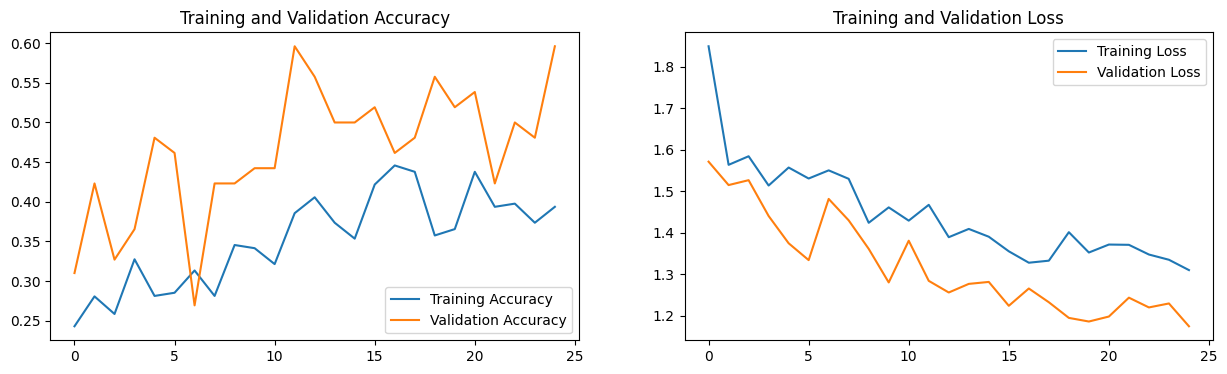 Training and Validation Accuracy
0.60
0.55
0.50
0.45
0.40
0.35
0.30
0.25
Training Accuracy
Validation Accuracy
0 5 10 15 20 25
Training and Validation Loss
1.8
1.7
1.6
1.5
1.4
1.3
1.2
Training Loss
Validation Loss
0 5 10 15 20 25